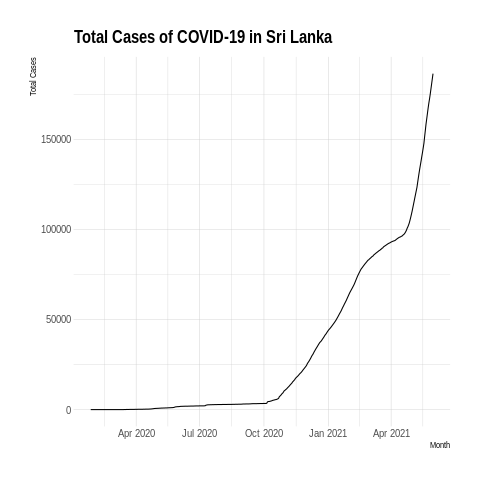 Total Cases of COVID-19 in Sri Lanka
Total Cases
150000
100000
50000
0
Apr 2020 Jul 2020 Oct 2020 Jan 2021 Apr 2021
Month